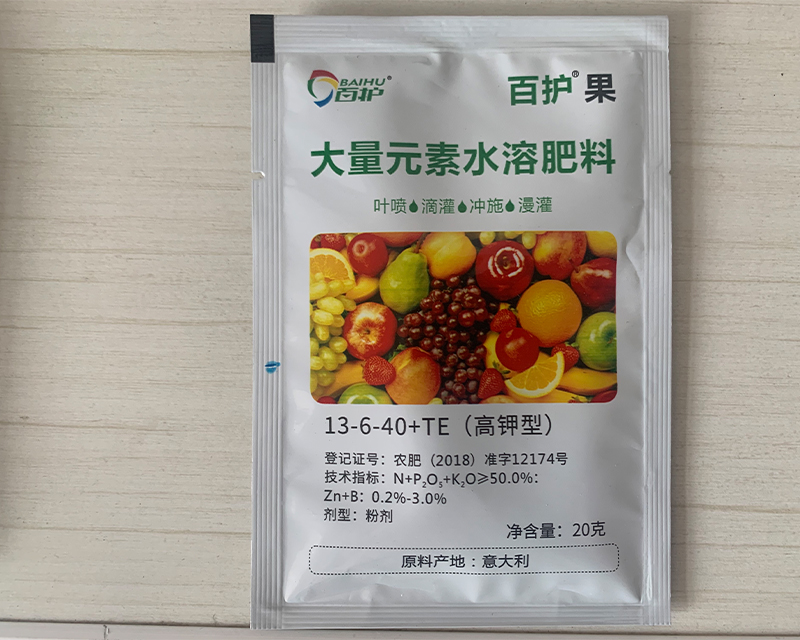 BAIHU®
百护
百护®果
大量元素水溶肥料
叶喷滴灌冲施漫灌
13-6-40+TE（高钾型）
登记证号：农肥（2018）准字12174号
技术指标：N+P₂O₅+K₂O≥50.0%：
Zn+B：0.2%-3.0%
剂型：粉剂
净含量：20克
原料产地：意大利